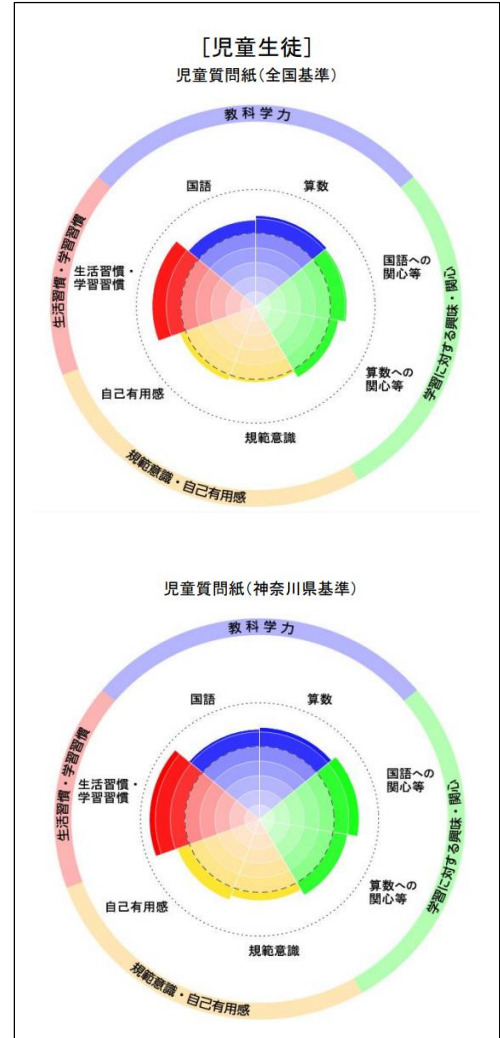 [児童生徒]
児童質問紙(全国基準)
教科学力
国語
算数
国語への
関心等
生活習慣・
学習習慣
生活習慣・学習習慣
学習に対する興味・関心
算数への
関心等
自己有用感
規範意識
規範意識・自己有用感
児童質問紙(神奈川県基準)
教科学力
国語
算数
国語への
関心等
生活習慣・
学習習慣
生活習慣・学習習慣
学習に対する興味・関心
算数への
関心等
自己有用感
規範意識
規範意識・自己有用感